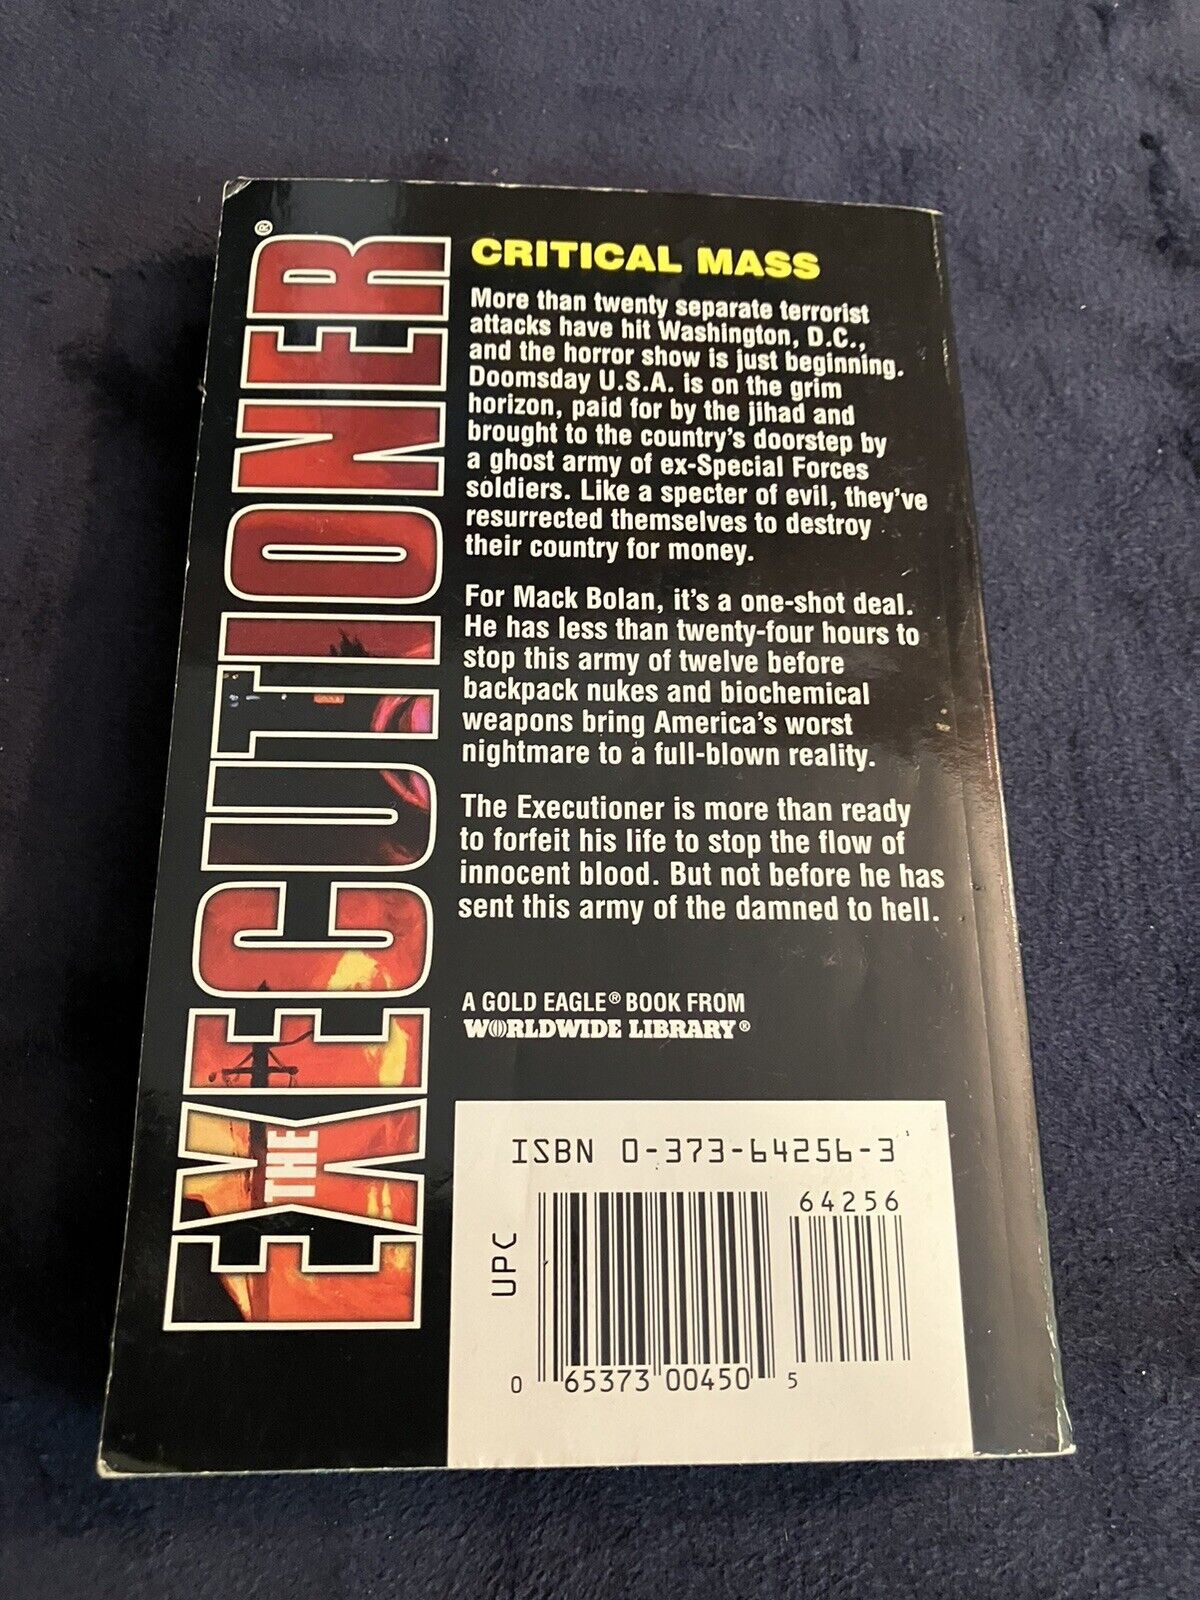 THE
EXECUTIONER®
CRITICAL MASS
More than twenty separate terrorist
attacks have hit Washington, D.C.,
and the horror show is just beginning.
Doomsday U.S.A. is on the grim
horizon, paid for by the jihad and
brought to the country's doorstep by
a ghost army of ex-Special Forces
soldiers. Like a specter of evil, they've
resurrected themselves to destroy
their country for money.
For Mack Bolan, it's a one-shot deal.
He has less than twenty-four hours to
stop this army of twelve before
backpack nukes and biochemical
weapons bring America's worst
nightmare to a full-blown reality.
The Executioner is more than ready
to forfeit his life to stop the flow of
innocent blood. But not before he has
sent this army of the damned to hell.
A GOLD EAGLE® BOOK FROM
WORLDWIDE LIBRARY®
ISBN 0-373-64256-3
64256
UPC
0 65373 00450 5